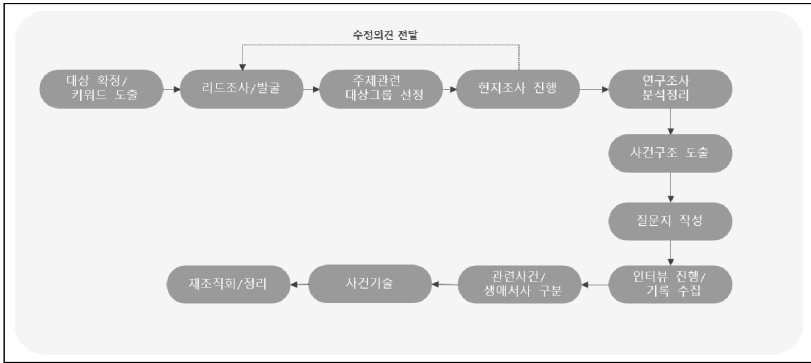 수정의견 전달
대상 확정/
키워드 도출
리드조사/발굴
주제관련
대상그룹 선정
현지조사 진행
연구조사
분석정리
사건구조 도출
질문지 작성
인터뷰 진행/
기록 수집
관련사건/
생애서사 구분
사건기술
재조직회/정리